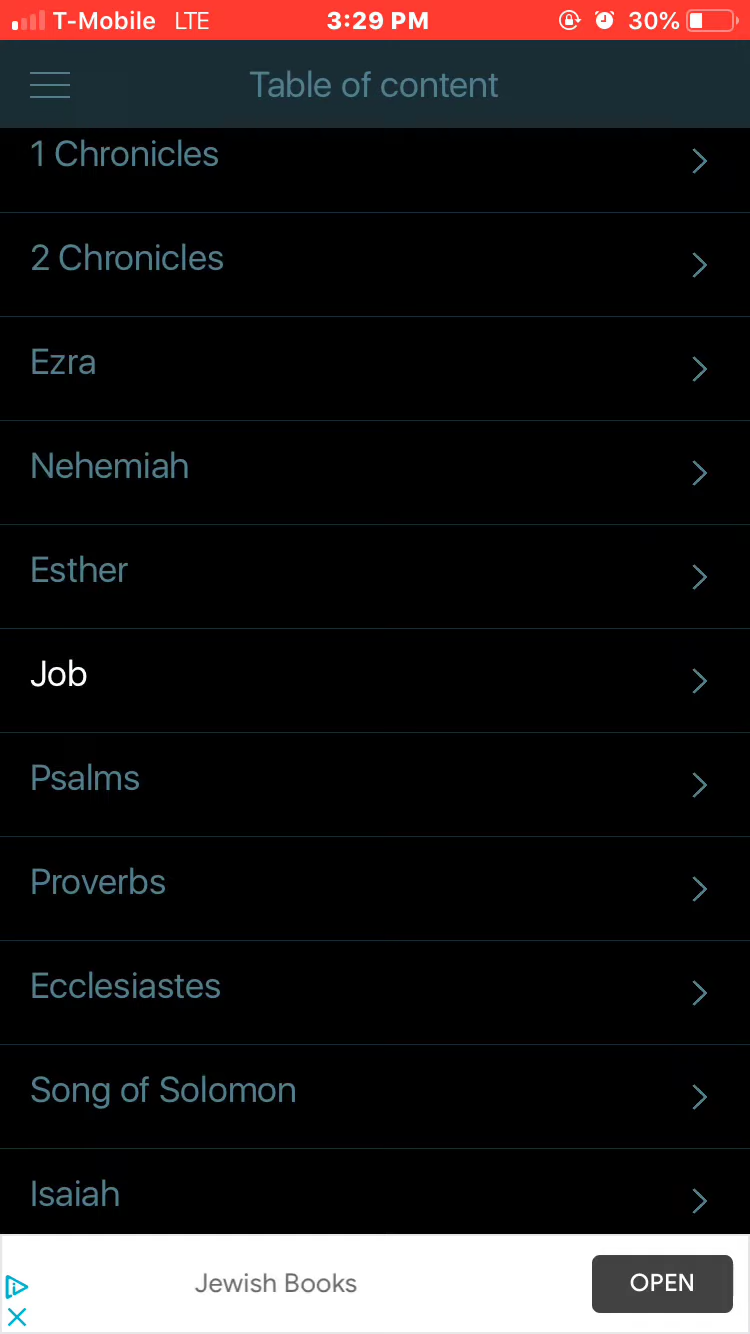 T-Mobile LTE 3:29 PM 30%
Table of content
1 Chronicles
2 Chronicles
Ezra
Nehemiah
Esther
Job
Psalms
Proverbs
Ecclesiastes
Song of Solomon
Isaiah
Jewish Books OPEN